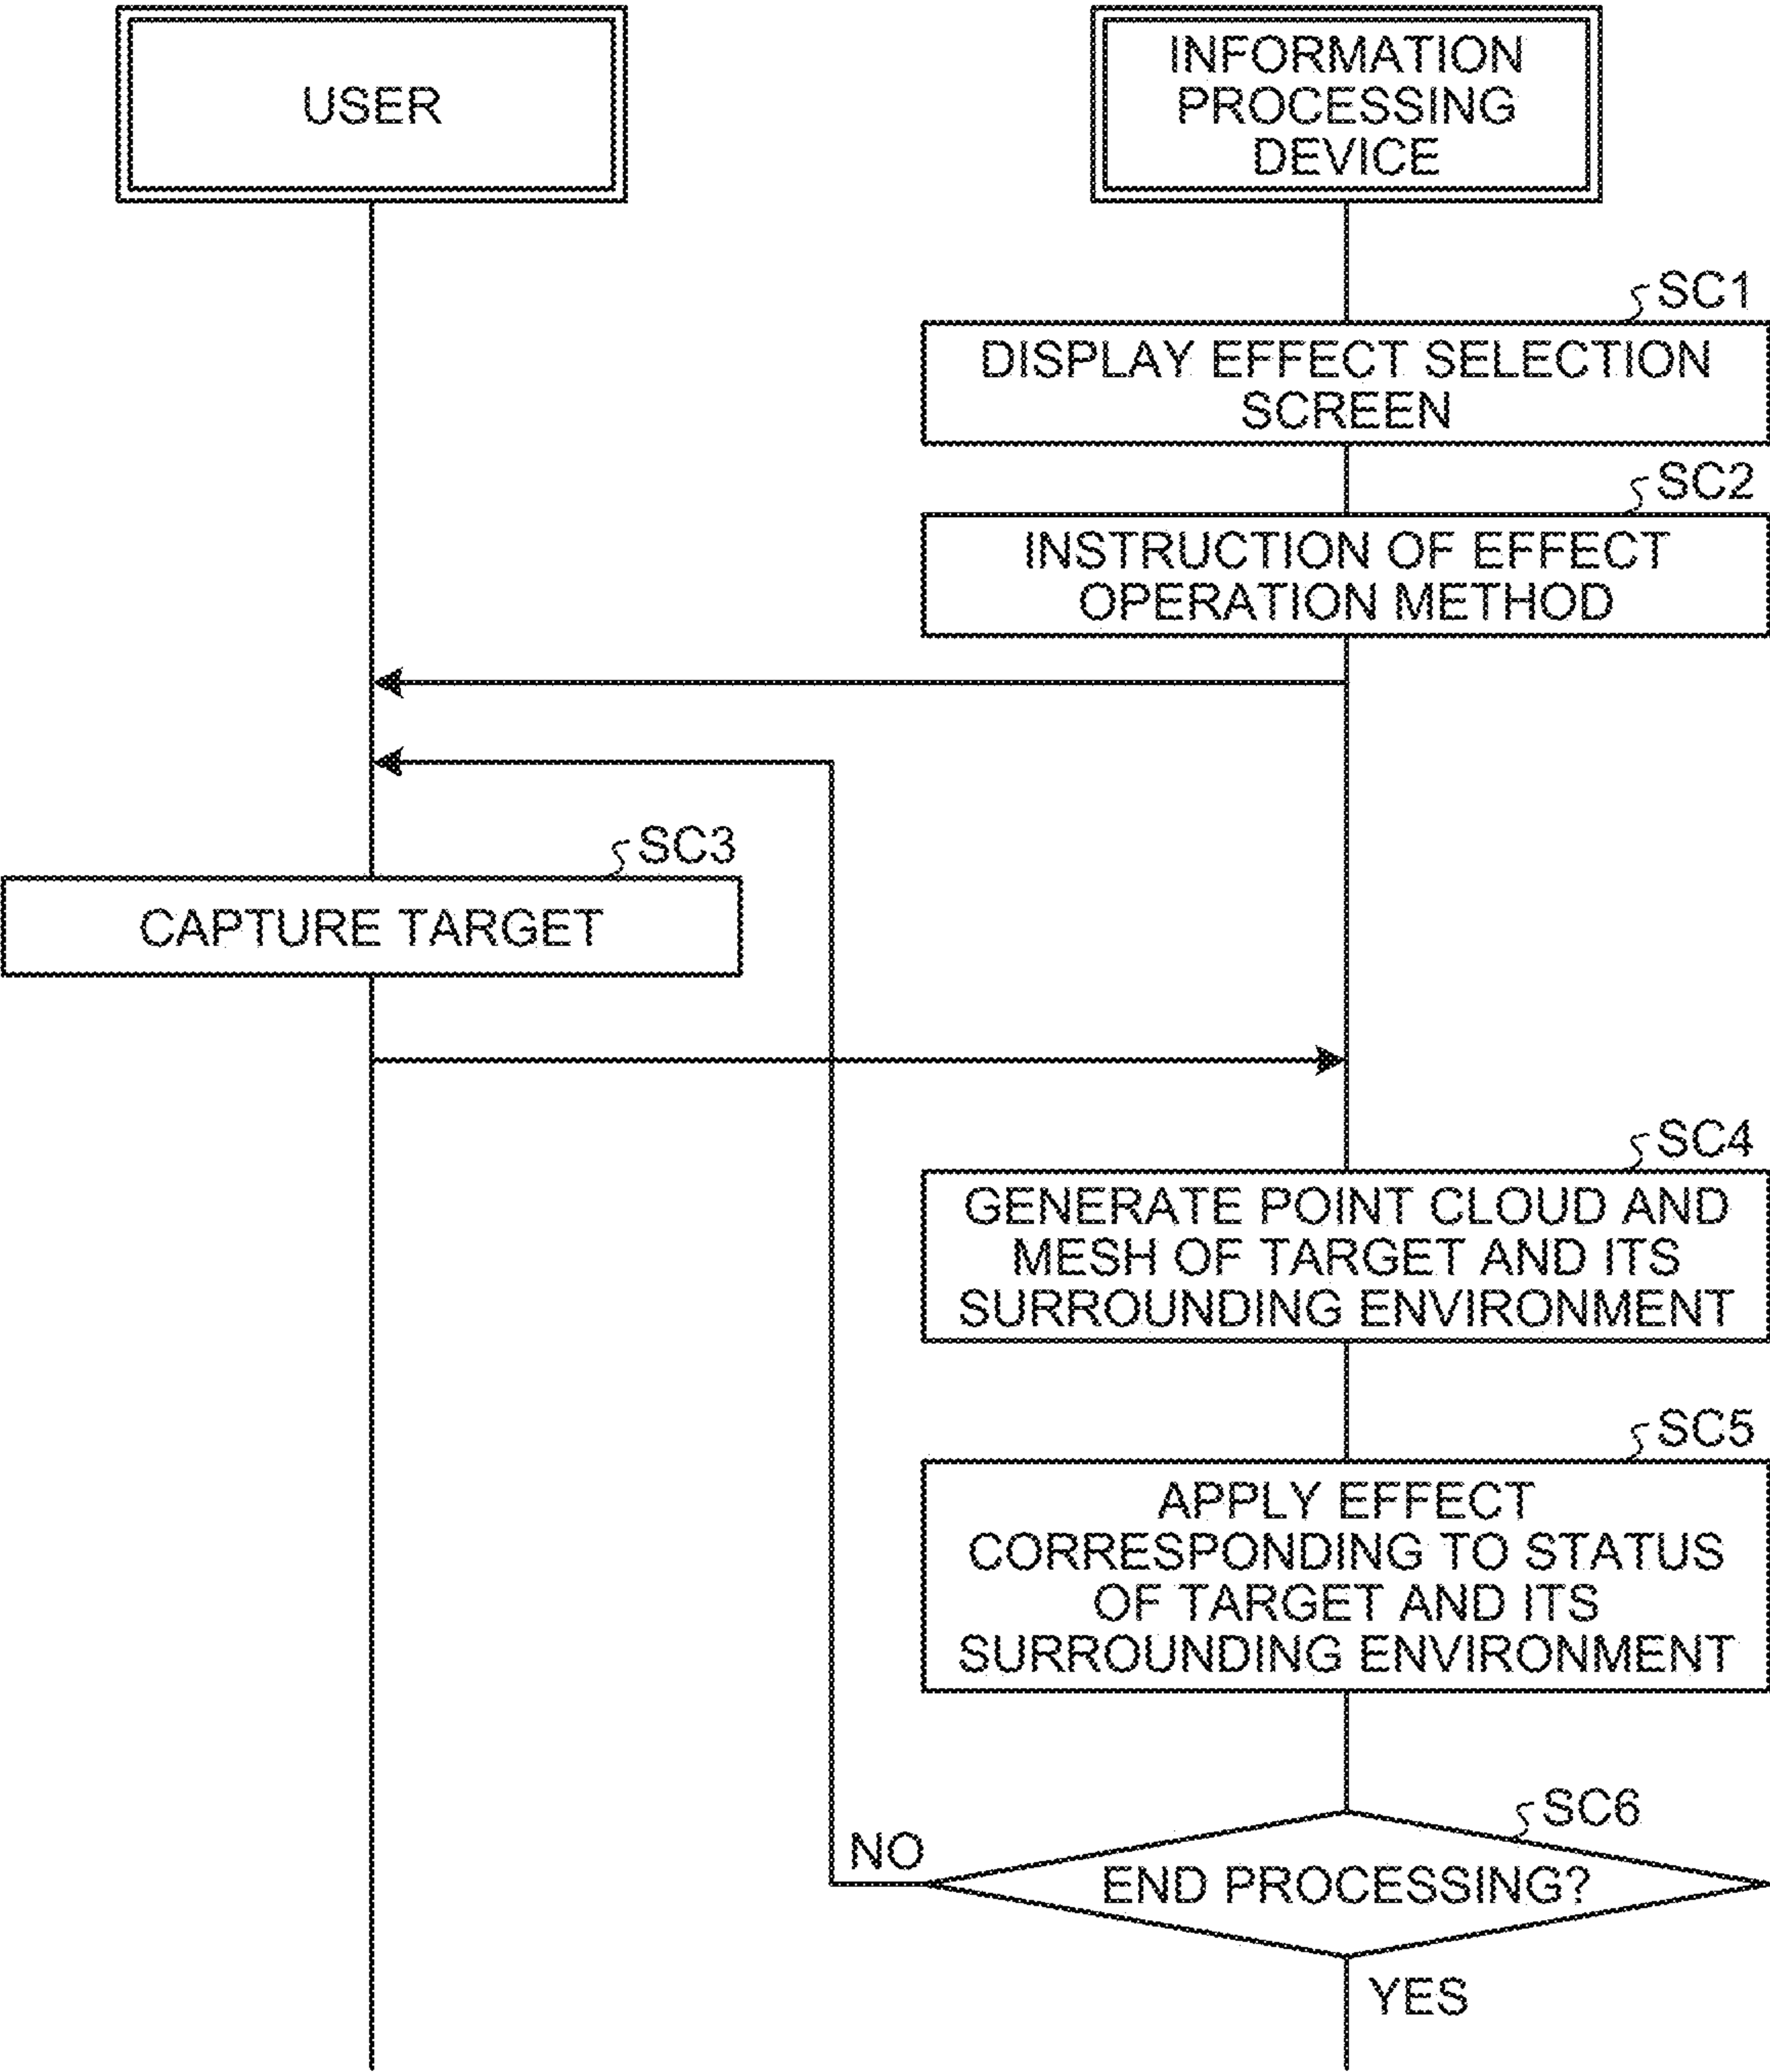 USER
INFORMATION
PROCESSING
DEVICE
SC1
DISPLAY EFFECT SELECTION
SCREEN
SC2
INSTRUCTION OF EFFECT
OPERATION METHOD
SC3
CAPTURE TARGET
SC4
GENERATE POINT CLOUD AND
MESH OF TARGET AND ITS
SURROUNDING ENVIRONMENT
SC5
APPLY EFFECT
CORRESPONDING TO STATUS
OF TARGET AND ITS
SURROUNDING ENVIRONMENT
SC6
NO
END PROCESSING?
YES